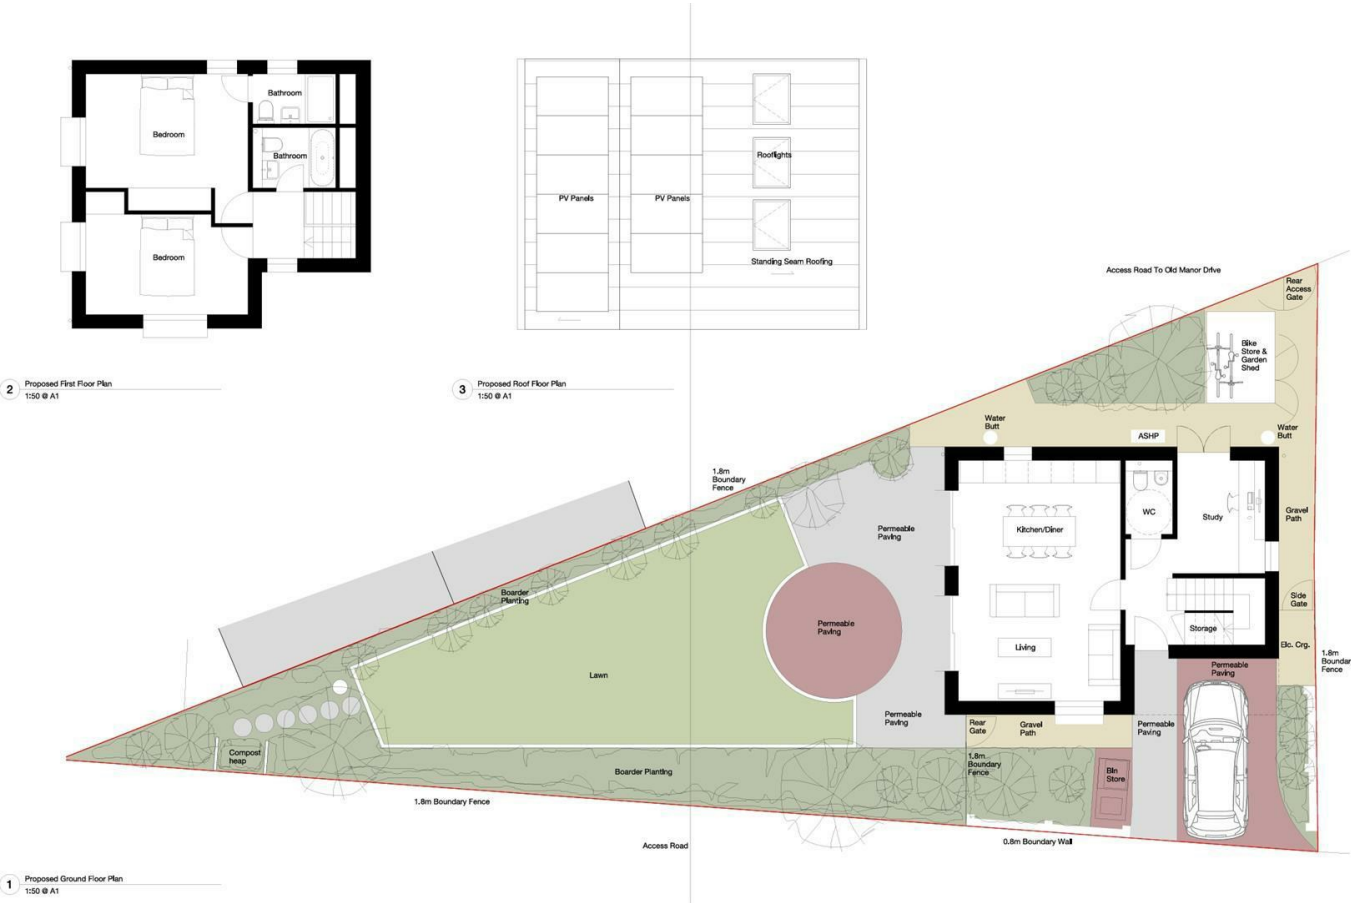 Bathroom
Bedroom
Bathroom
Bedroom
2
Proposed First Floor Plan
1:50 @ A1
Rooflights
PV Panels
PV Panels
Standing Seam Roofing
3
Proposed Roof Floor Plan
1:50 @ A1
Access Road To Old Manor Drive
Rear
Access
Gate
Bike
Store &
Garden
Shed
Water
Butt
ASHP
Water
Butt
1.8m
Boundary
Fence
Permeable
Paving
Kitchen/Diner
WC
Study
Gravel
Path
Boarder
Planting
Side
Gate
Permeable
Paving
Storage
Living
Elc. Crg.
1.8m
Boundar
Fence
Permeable
Paving
Lawn
Permeable
Paving
Rear
Gate
Gravel
Path
Permeable
Paving
Compost
heap
Boarder Planting
1.8m
Boundary
Fence
Bin
Store
1.8m Boundary Fence
Access Road
0.8m Boundary Wall
1
Proposed Ground Floor Plan
1:50 @ A1